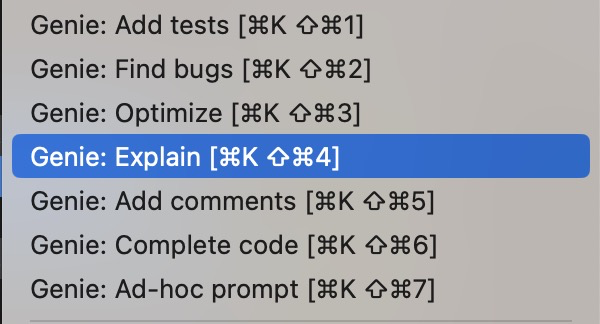 Genie: Add tests [⌘K ⇧⌘1]
Genie: Find bugs [⌘K ⇧⌘2]
Genie: Optimize [⌘K ⇧⌘3]
Genie: Explain [⌘K ⇧⌘4]
Genie: Add comments [⌘K ⇧⌘5]
Genie: Complete code [⌘K ⇧⌘6]
Genie: Ad-hoc prompt [⌘K ⇧⌘7]